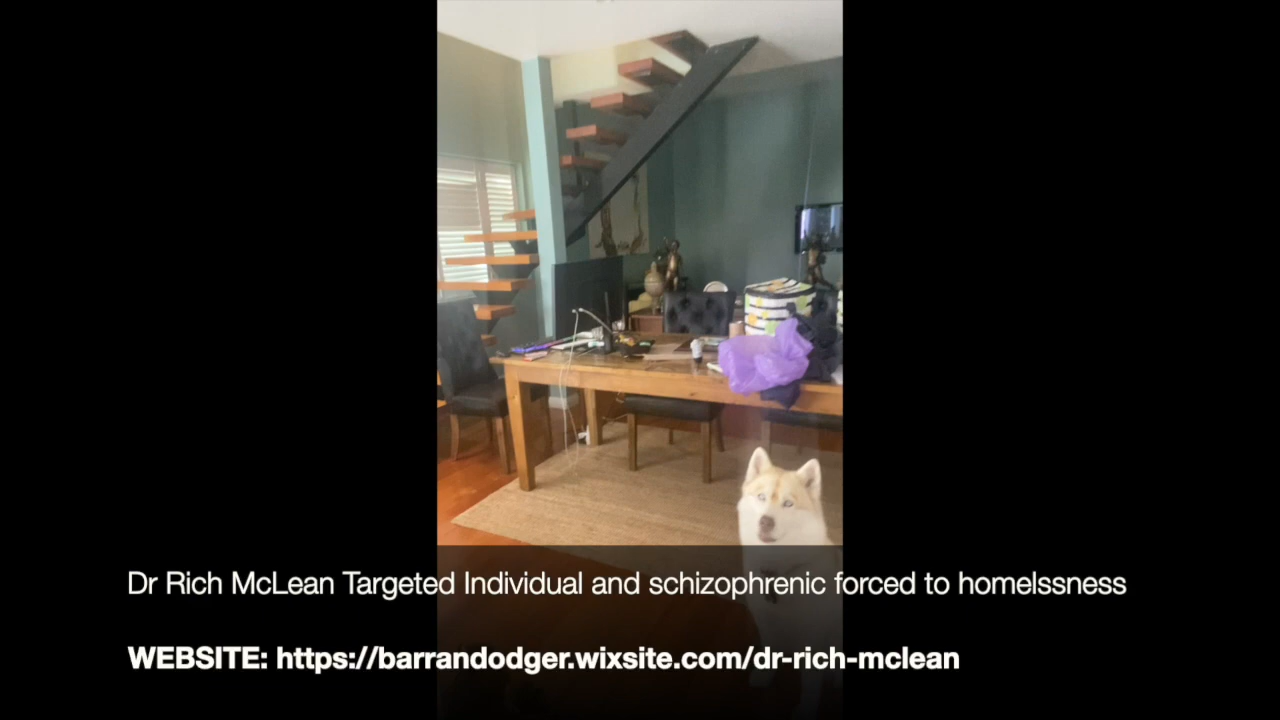 Dr Rich McLean Targeted Individual and schizophrenic forced to homelssness
WEBSITE: https://barrandodger.wixsite.com/dr-rich-mclean